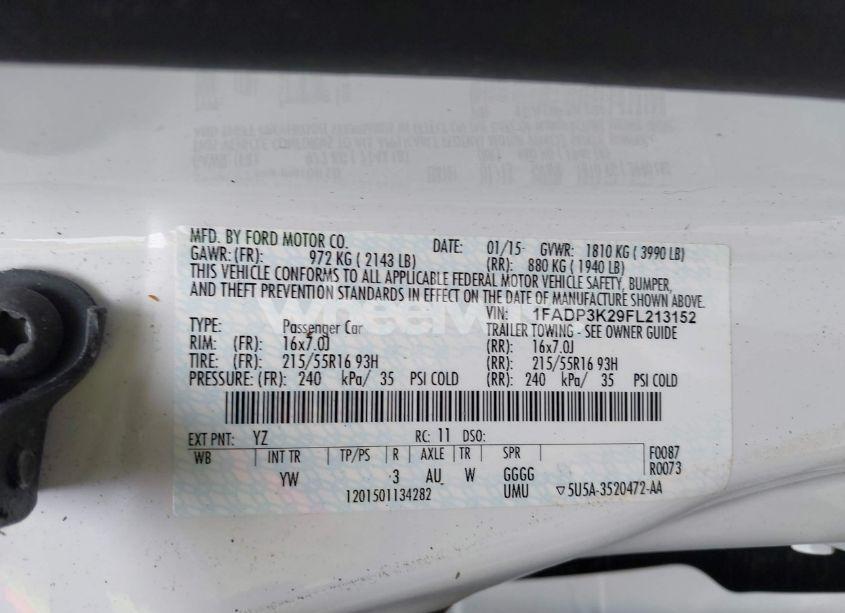 MFD. BY FORD MOTOR CO. DATE: 01/15 GVWR: 1810 KG ( 3990 LB)
GAWR: (FR): 972 KG ( 2143 LB) (RR): 880 KG ( 1940 LB)
THIS VEHICLE CONFORMS TO ALL APPLICABLE FEDERAL MOTOR VEHICLE SAFETY, BUMPER,
AND THEFT PREVENTION STANDARDS IN EFFECT ON THE DATE OF MANUFACTURE SHOWN ABOVE.
VIN: 1FADP3K29FL213152
TYPE: Passenger Car TRAILER TOWING - SEE OWNER GUIDE
RIM: (FR): 16x7.0J (RR): 16x7.0J
TIRE: (FR): 215/55R16 93H (RR): 215/55R16 93H
PRESSURE: (FR): 240 kPa/ 35 PSI COLD (RR): 240 kPa/ 35 PSI COLD
EXT PNT: YZ RC: 11 DSO:
WB INT TR TP/PS R AXLE TR SPR F0087
YW 3 AU W GGGG R0073
1201501134282 UMU ▽5U5A-3520472-AA